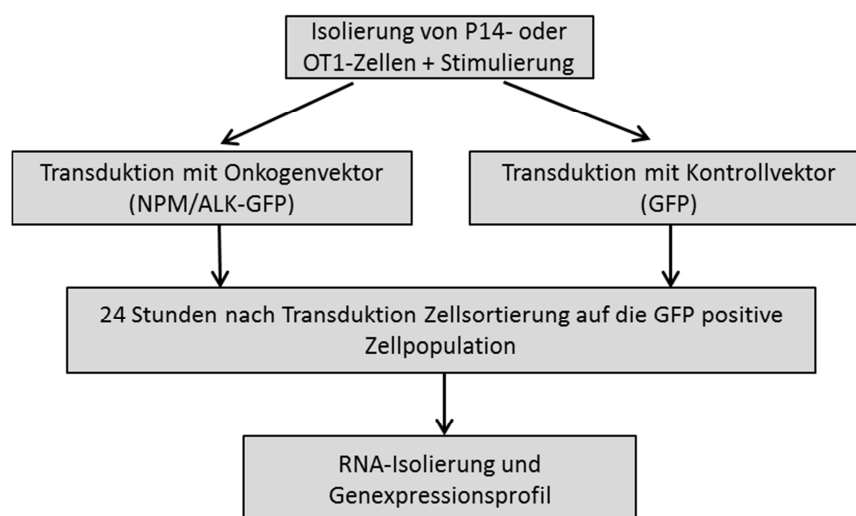 Isolierung von P14- oder
OT1-Zellen + Stimulierung
Transduktion mit Onkogenvektor
(NPM/ALK-GFP)
Transduktion mit Kontrollvektor
(GFP)
24 Stunden nach Transduktion Zellsortierung auf die GFP positive
Zellpopulation
RNA-Isolierung und
Genexpressionsprofil